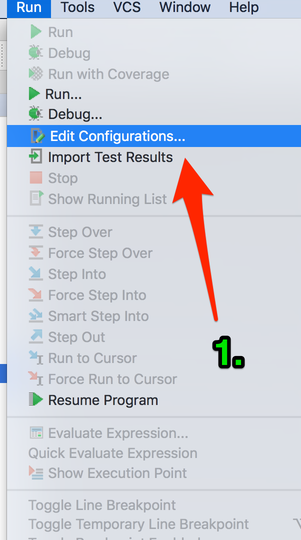 Run Tools VCS Window Help
Run
Debug
Run with Coverage
Run...
Debug...
Edit Configurations...
Import Test Results
Stop
Show Running List
1.
Step Over
Force Step Over
Step Into
Force Step Into
Smart Step Into
Step Out
Run to Cursor
Force Run to Cursor
Resume Program
Evaluate Expression...
Quick Evaluate Expression
Show Execution Point
Toggle Line Breakpoint
Toggle Temporary Line Breakpoint